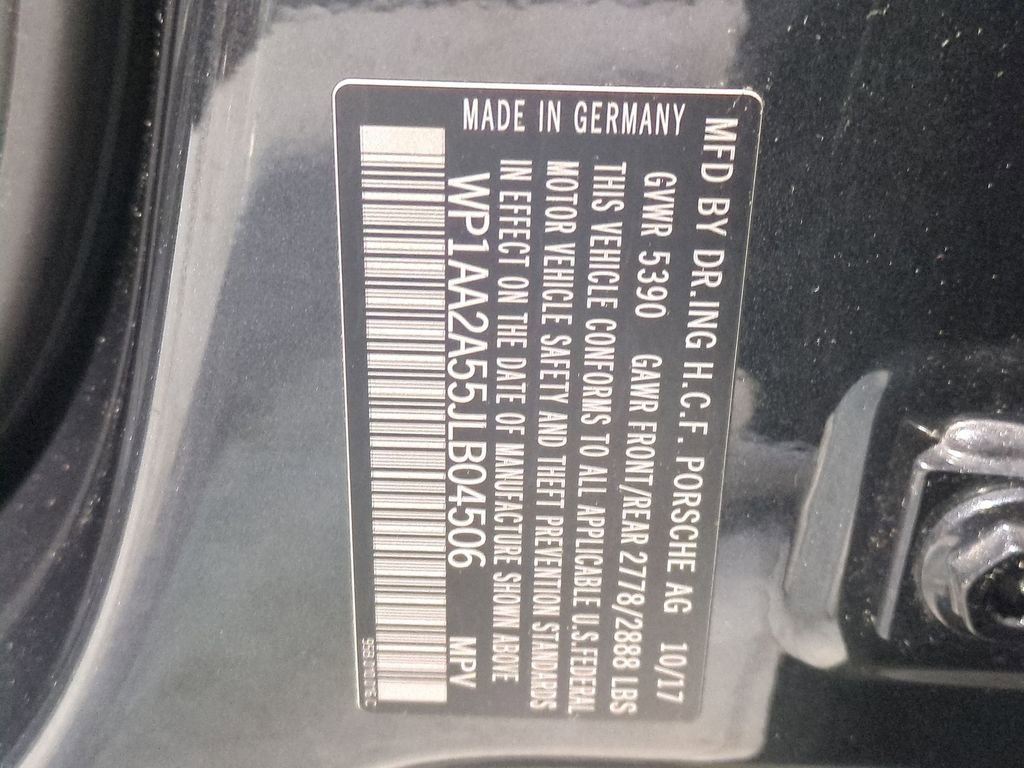 MFD BY DR.ING H.C.F. PORSCHE AG 10/17
GVWR 5390 GAWR FRONT/REAR 2778/2888 LBS
THIS VEHICLE CONFORMS TO ALL APPLICABLE U.S.FEDERAL
MOTOR VEHICLE SAFETY AND THEFT PREVENTION STANDARDS
IN EFFECT ON THE DATE OF MANUFACTURE SHOWN ABOVE
WP1AA2A55JLB04506 MPV
MADE IN GERMANY